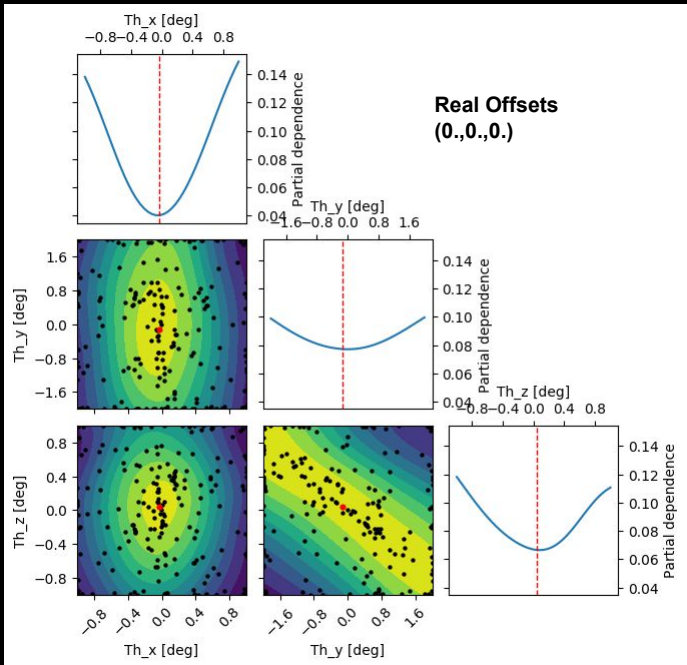 Th_x [deg]
−0.8−0.4 0.0 0.4 0.8
0.14
0.12
0.10
0.08
0.06
0.04
Partial dependence
Real Offsets
(0.,0.,0.)
Th_y [deg]
−1.6−0.8 0.0 0.8 1.6
1.6
0.8
0.0
−0.8
−1.6
Th_y [deg]
0.14
0.12
0.10
0.08
0.06
0.04
Partial dependence
Th_z [deg]
−0.8−0.4 0.0 0.4 0.8
0.8
0.4
0.0
−0.4
−0.8
Th_z [deg]
0.14
0.12
0.10
0.08
0.06
0.04
Partial dependence
−0.8 −0.4 0.0 0.4 0.8
Th_x [deg]
−1.6 −0.8 0.0 0.8 1.6
Th_y [deg]